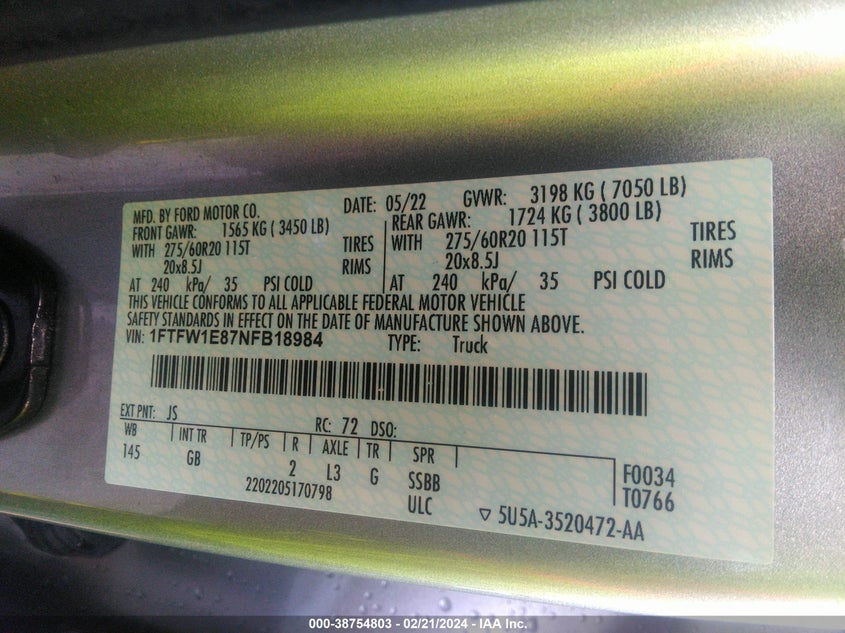 MFD. BY FORD MOTOR CO. DATE: 05/22 GVWR: 3198 KG ( 7050 LB)
FRONT GAWR: 1565 KG ( 3450 LB) REAR GAWR: 1724 KG ( 3800 LB)
WITH 275/60R20 115T TIRES WITH 275/60R20 115T TIRES
20x8.5J RIMS 20x8.5J RIMS
AT 240 kPa/ 35 PSI COLD AT 240 kPa/ 35 PSI COLD
THIS VEHICLE CONFORMS TO ALL APPLICABLE FEDERAL MOTOR VEHICLE
SAFETY STANDARDS IN EFFECT ON THE DATE OF MANUFACTURE SHOWN ABOVE.
VIN: 1FTFW1E87NFB18984 TYPE: Truck
EXT PNT: JS RC: 72 DSO:
WB INT TR TP/PS R AXLE TR SPR
145 GB 2 L3 G SSBB F0034
2202205170798 ULC T0766
▽ 5U5A-3520472-AA
000-38754803 - 02/21/2024 - IAA Inc.